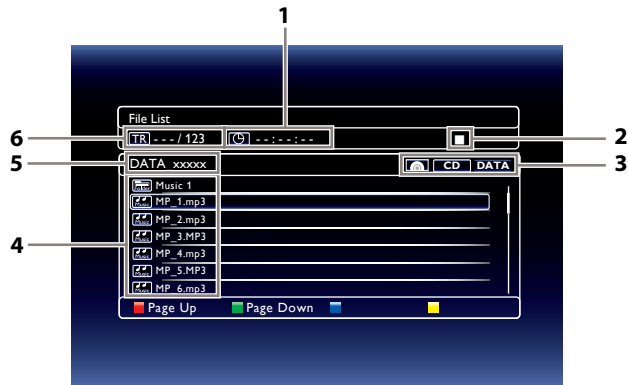 1
File List
6 TR - - - / 123 - - : - - : - - 2
5 DATA xxxxx CD DATA 3
Music 1
MP_1.mp3
MP_2.mp3
MP_3.MP3
4 MP_4.mp3
MP_5.MP3
MP_6.mp3
Page Up Page Down